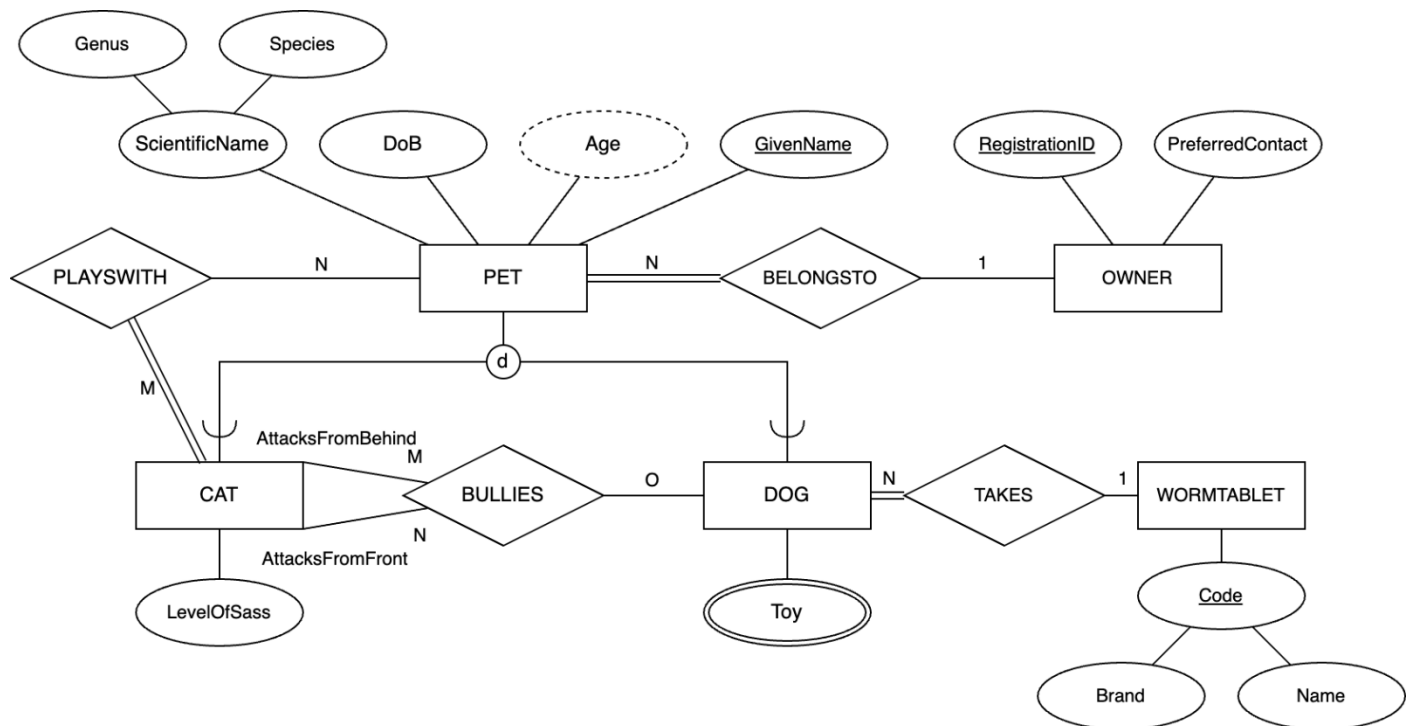 Genus
Species
ScientificName
DoB
Age
GivenName
RegistrationID
PreferredContact
PLAYSWITH
N
PET
N
BELONGSTO
1
OWNER
d
M
AttacksFromBehind
M
CAT
BULLIES
O
DOG
N
TAKES
1
WORMTABLET
N
AttacksFromFront
LevelOfSass
Toy
Code
Brand
Name